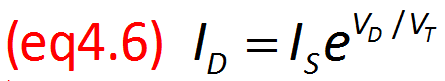 (eq4.6) I_D = I_S e^{V_D / V_T}